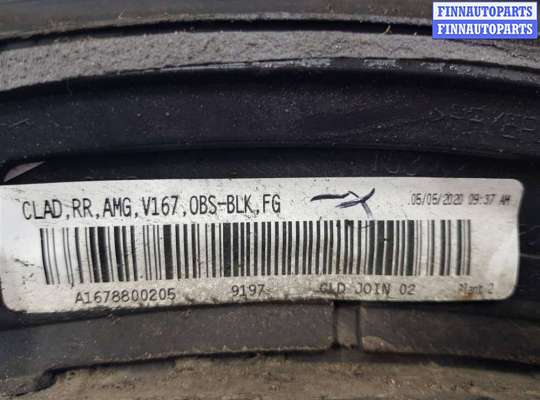 FINNAUTOPARTS
FINNAUTOPARTS
CLAD,RR,AMG,V167,OBS-BLK,FG
05/05/2020 09:37 AM
A1678800205 9197 GLD JOIN 02 Plant 2